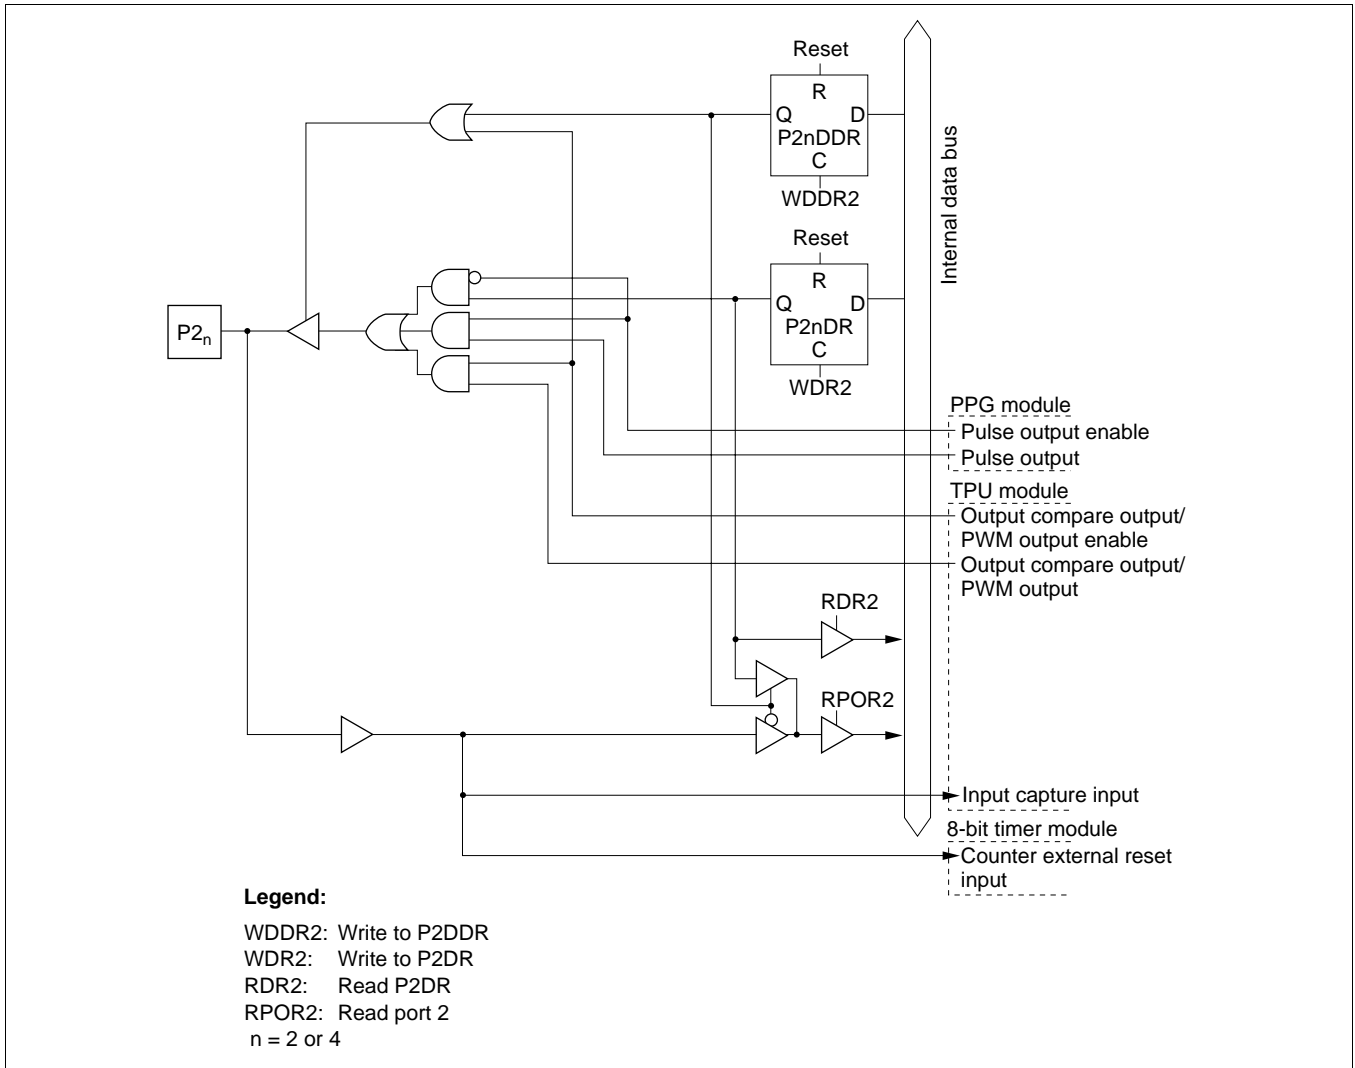 Reset
R
Q D
P2nDDR
C
WDDR2
Reset
R
Q D
P2nDR
C
WDR2
Internal data bus
P2n
PPG module
Pulse output enable
Pulse output
TPU module
Output compare output/
PWM output enable
Output compare output/
PWM output
RDR2
RPOR2
Input capture input
8-bit timer module
Counter external reset
input
Legend:
WDDR2: Write to P2DDR
WDR2: Write to P2DR
RDR2: Read P2DR
RPOR2: Read port 2
n = 2 or 4